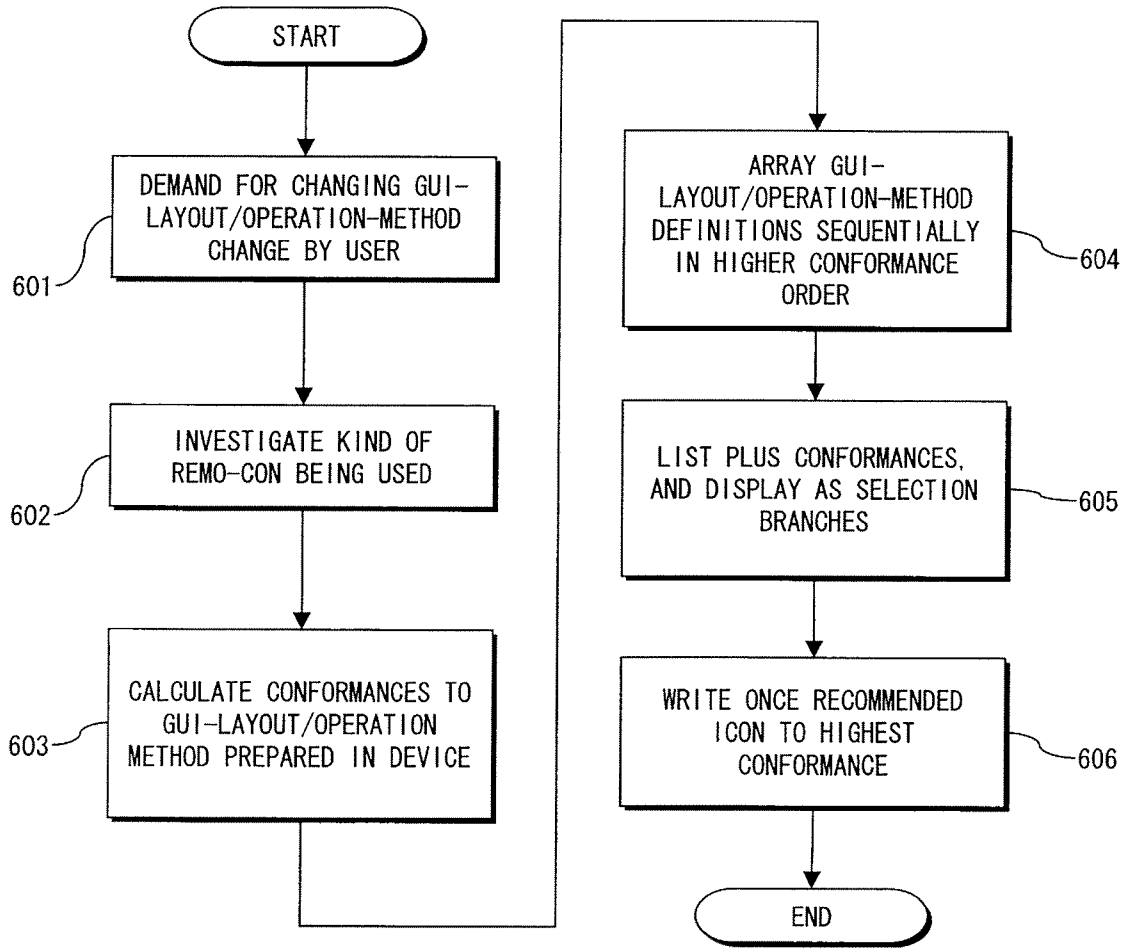 START
DEMAND FOR CHANGING GUI-
LAYOUT/OPERATION-METHOD
CHANGE BY USER
601
INVESTIGATE KIND OF
REMO-CON BEING USED
602
CALCULATE CONFORMANCES TO
GUI-LAYOUT/OPERATION
METHOD PREPARED IN DEVICE
603
ARRAY GUI-
LAYOUT/OPERATION-METHOD
DEFINITIONS SEQUENTIALLY
IN HIGHER CONFORMANCE
ORDER
604
LIST PLUS CONFORMANCES,
AND DISPLAY AS SELECTION
BRANCHES
605
WRITE ONCE RECOMMENDED
ICON TO HIGHEST
CONFORMANCE
606
END